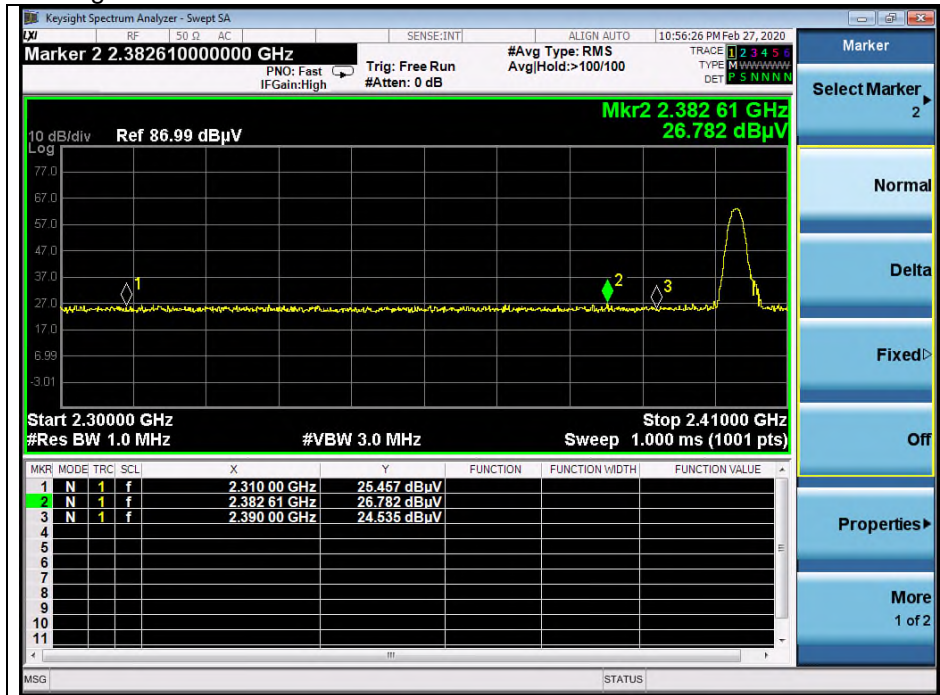 Keysight Spectrum Analyzer - Swept SA
LXI RF 50 Ω AC SENSE:INT ALIGN AUTO 10:56:26 PM Feb 27, 2020
Marker 2 2.382610000000 GHz
PNO: Fast
IFGain:High
Trig: Free Run
#Atten: 0 dB
#Avg Type: RMS
Avg|Hold:>100/100
TRACE 1 2 3 4 5 6
TYPE M WWWWW
DET P S N N N N
Mkr2 2.382 61 GHz
26.782 dBµV
10 dB/div Ref 86.99 dBµV
Log
77.0
67.0
57.0
47.0
37.0
27.0
17.0
6.99
-3.01
1
2
3
Start 2.30000 GHz Stop 2.41000 GHz
#Res BW 1.0 MHz #VBW 3.0 MHz Sweep 1.000 ms (1001 pts)
MKR MODE TRC SCL X Y FUNCTION FUNCTION WIDTH FUNCTION VALUE
1 N 1 f 2.310 00 GHz 25.457 dBµV
2 N 1 f 2.382 61 GHz 26.782 dBµV
3 N 1 f 2.390 00 GHz 24.535 dBµV
4
5
6
7
8
9
10
11
MSG STATUS
Marker
Select Marker
2
Normal
Delta
Fixed
Off
Properties
More
1 of 2